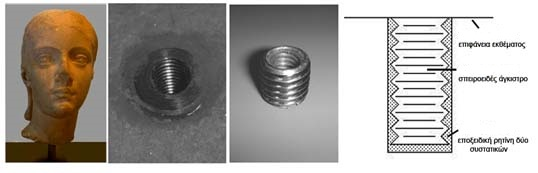 επιφάνεια εκθέματος
σπειροειδές άγκιστρο
εποξειδική ρητίνη δύο
συστατικών